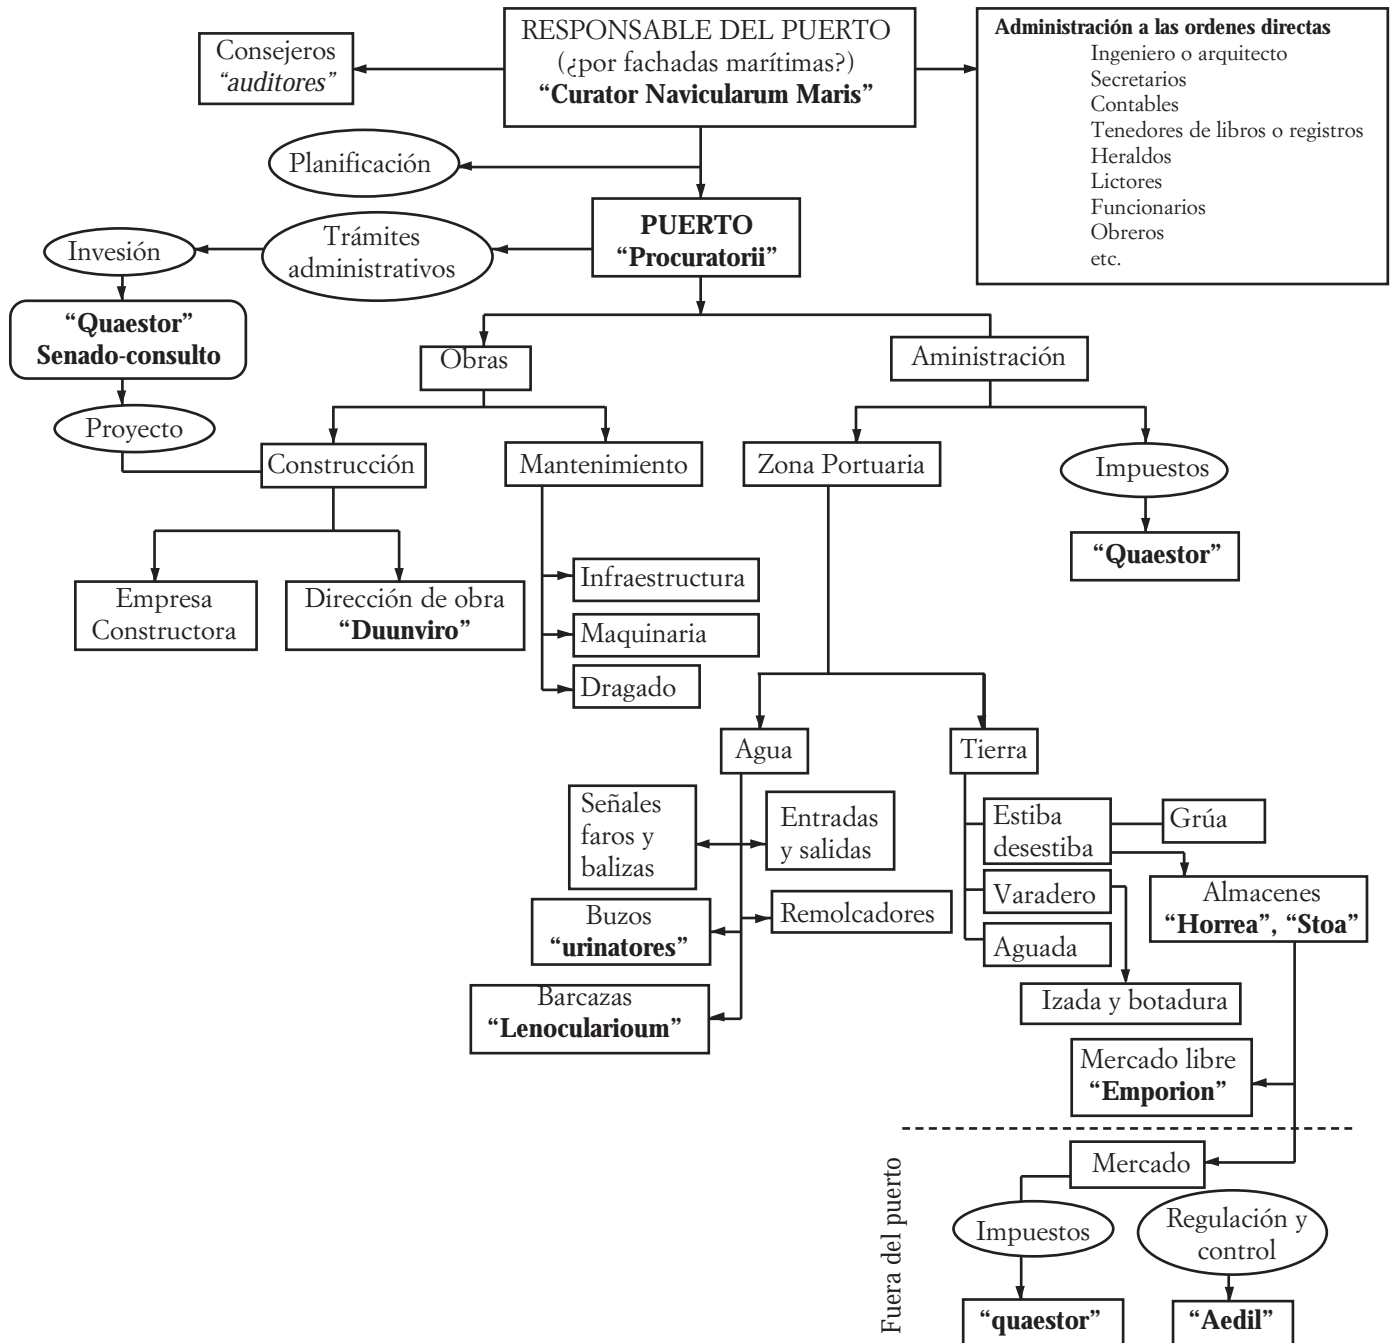 RESPONSABLE DEL PUERTO
(¿por fachadas marítimas?)
“Curator Navicularum Maris”
Consejeros
“auditores”
Administración a las ordenes directas
Ingeniero o arquitecto
Secretarios
Contables
Tenedores de libros o registros
Heraldos
Lictores
Funcionarios
Obreros
etc.
Planificación
PUERTO
“Procuratorii”
Trámites
administrativos
Invesión
“Quaestor”
Senado-consulto
Proyecto
Obras
Aministración
Construcción
Mantenimiento
Zona Portuaria
Impuestos
“Quaestor”
Empresa
Constructora
Dirección de obra
“Duunviro”
Infraestructura
Maquinaria
Dragado
Agua
Tierra
Señales
faros y
balizas
Entradas
y salidas
Estiba
desestiba
Grúa
Buzos
“urinatores”
Remolcadores
Varadero
Almacenes
“Horrea”, “Stoa”
Aguada
Barcazas
“Lenocularioum”
Izada y botadura
Mercado libre
“Emporion”
Fuera del puerto
Mercado
Impuestos
Regulación y
control
“quaestor”
“Aedil”